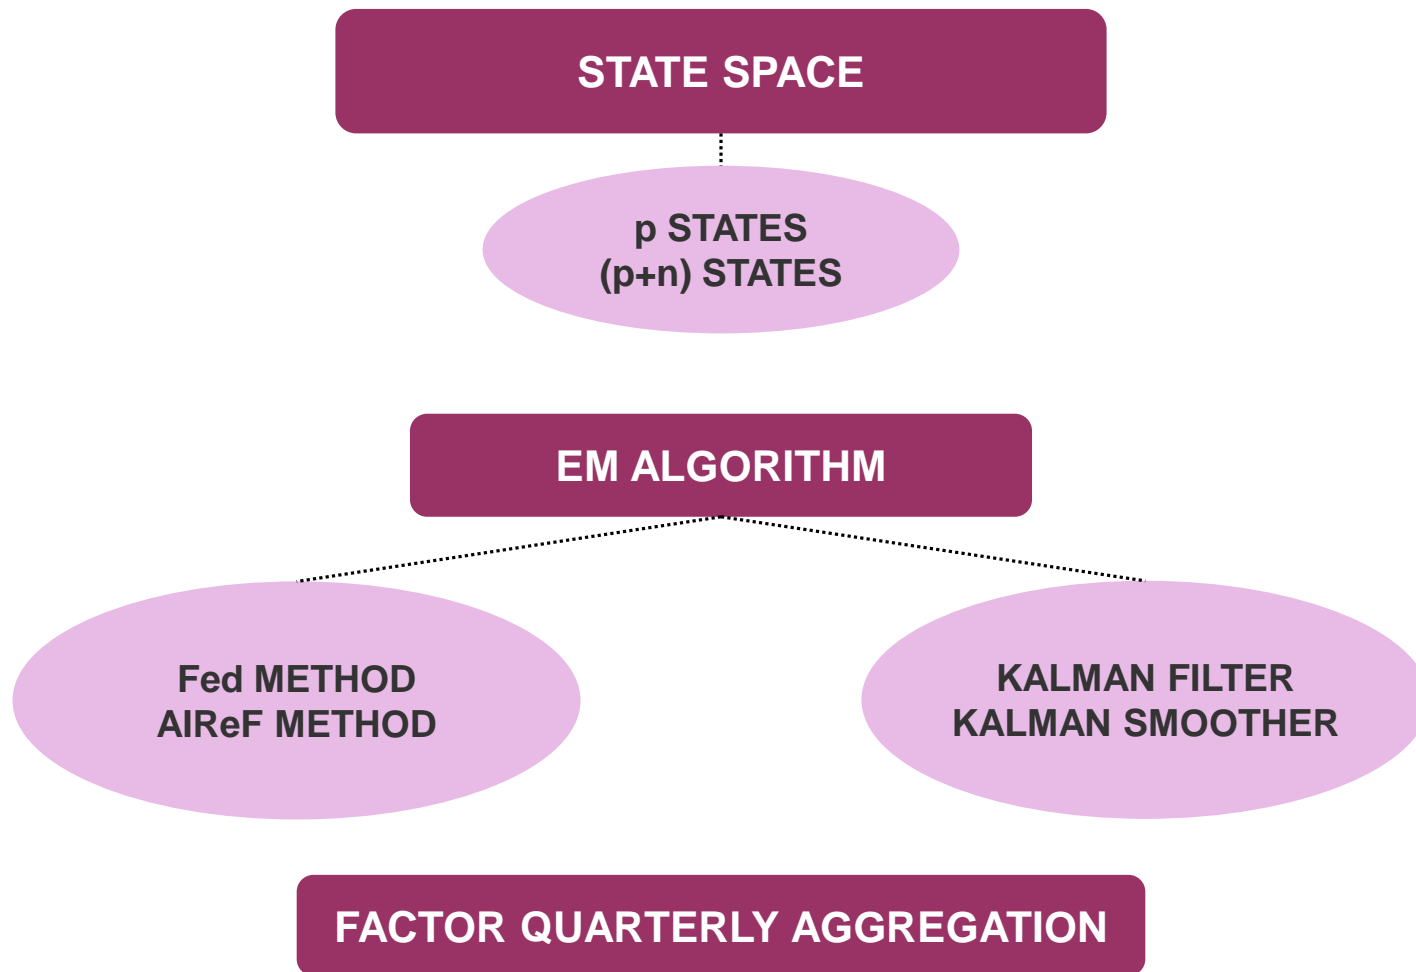 STATE SPACE
p STATES
(p+n) STATES
EM ALGORITHM
Fed METHOD
AIReF METHOD
KALMAN FILTER
KALMAN SMOOTHER
FACTOR QUARTERLY AGGREGATION